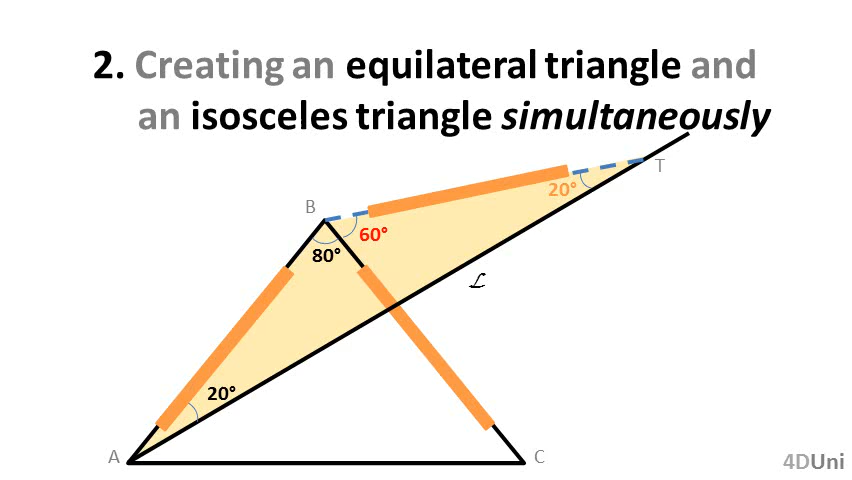 2. Creating an equilateral triangle and
an isosceles triangle simultaneously
T
20°
B
60°
80°
ℒ
20°
A
C
4DUni